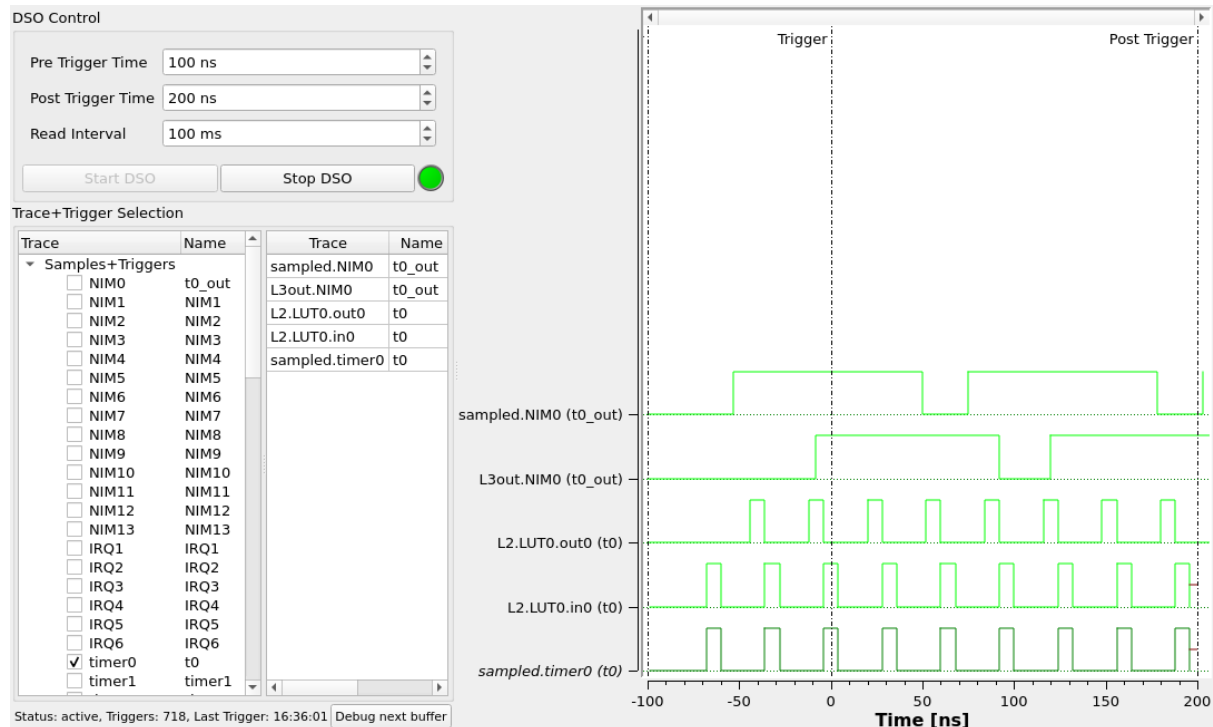 DSO Control
Pre Trigger Time 100 ns
Post Trigger Time 200 ns
Read Interval 100 ms
Start DSO Stop DSO
Trace+Trigger Selection
Trace Name
Samples+Triggers
NIM0 t0_out
NIM1 NIM1
NIM2 NIM2
NIM3 NIM3
NIM4 NIM4
NIM5 NIM5
NIM6 NIM6
NIM7 NIM7
NIM8 NIM8
NIM9 NIM9
NIM10 NIM10
NIM11 NIM11
NIM12 NIM12
NIM13 NIM13
IRQ1 IRQ1
IRQ2 IRQ2
IRQ3 IRQ3
IRQ4 IRQ4
IRQ5 IRQ5
IRQ6 IRQ6
timer0 t0
timer1 timer1
Trace Name
sampled.NIM0 t0_out
L3out.NIM0 t0_out
L2.LUT0.out0 t0
L2.LUT0.in0 t0
sampled.timer0 t0
Status: active, Triggers: 718, Last Trigger: 16:36:01 Debug next buffer
Trigger Post Trigger
sampled.NIM0 (t0_out)
L3out.NIM0 (t0_out)
L2.LUT0.out0 (t0)
L2.LUT0.in0 (t0)
sampled.timer0 (t0)
-100 -50 0 50 100 150 200
Time [ns]